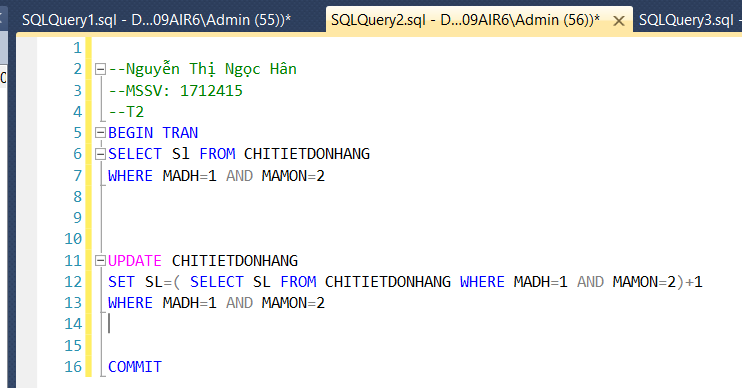 SQLQuery1.sql - D...09AIR6\Admin (55))* SQLQuery2.sql - D...09AIR6\Admin (56))* SQLQuery3.sql -
1
2 --Nguyễn Thị Ngọc Hân
3 --MSSV: 1712415
4 --T2
5 BEGIN TRAN
6 SELECT Sl FROM CHITIETDONHANG
7 WHERE MADH=1 AND MAMON=2
8
9
10
11 UPDATE CHITIETDONHANG
12 SET SL=( SELECT SL FROM CHITIETDONHANG WHERE MADH=1 AND MAMON=2)+1
13 WHERE MADH=1 AND MAMON=2
14
15
16 COMMIT